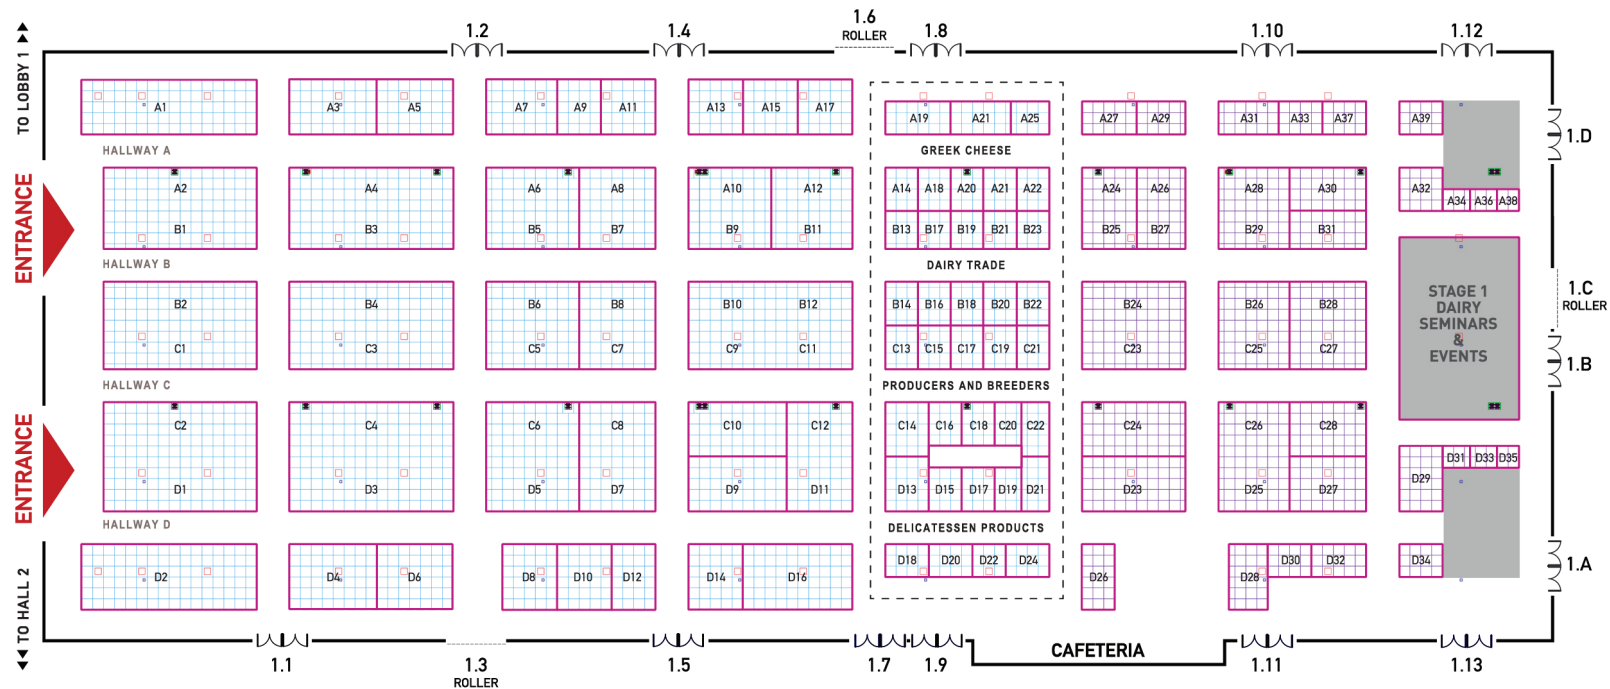 1.2
1.4
1.6
ROLLER
1.8
1.10
1.12
TO LOBBY 1
A1
A3
A5
A7
A9
A11
A13
A15
A17
A19
A21
A25
A27
A29
A31
A33
A37
A39
1.D
HALLWAY A
GREEK CHEESE
ENTRANCE
A2
A4
A6
A8
A10
A12
A14
A18
A20
A21
A22
A24
A26
A28
A30
A32
A34
A36
A38
B1
B3
B5
B7
B9
B11
B13
B17
B19
B21
B23
B25
B27
B29
B31
HALLWAY B
DAIRY TRADE
B2
B4
B6
B8
B10
B12
B14
B16
B18
B20
B22
B24
B26
B28
STAGE 1
DAIRY
SEMINARS
&
EVENTS
1.C
ROLLER
C1
C3
C5
C7
C9
C11
C13
C15
C17
C19
C21
C23
C25
C27
1.B
HALLWAY C
PRODUCERS AND BREEDERS
ENTRANCE
C2
C4
C6
C8
C10
C12
C14
C16
C18
C20
C22
C24
C26
C28
D31
D33
D35
D29
D1
D3
D5
D7
D9
D11
D13
D15
D17
D19
D21
D23
D25
D27
HALLWAY D
DELICATESSEN PRODUCTS
TO HALL 2
D2
D4
D6
D8
D10
D12
D14
D16
D18
D20
D22
D24
D26
D28
D30
D32
D34
1.A
1.1
1.3
ROLLER
1.5
1.7
1.9
CAFETERIA
1.11
1.13